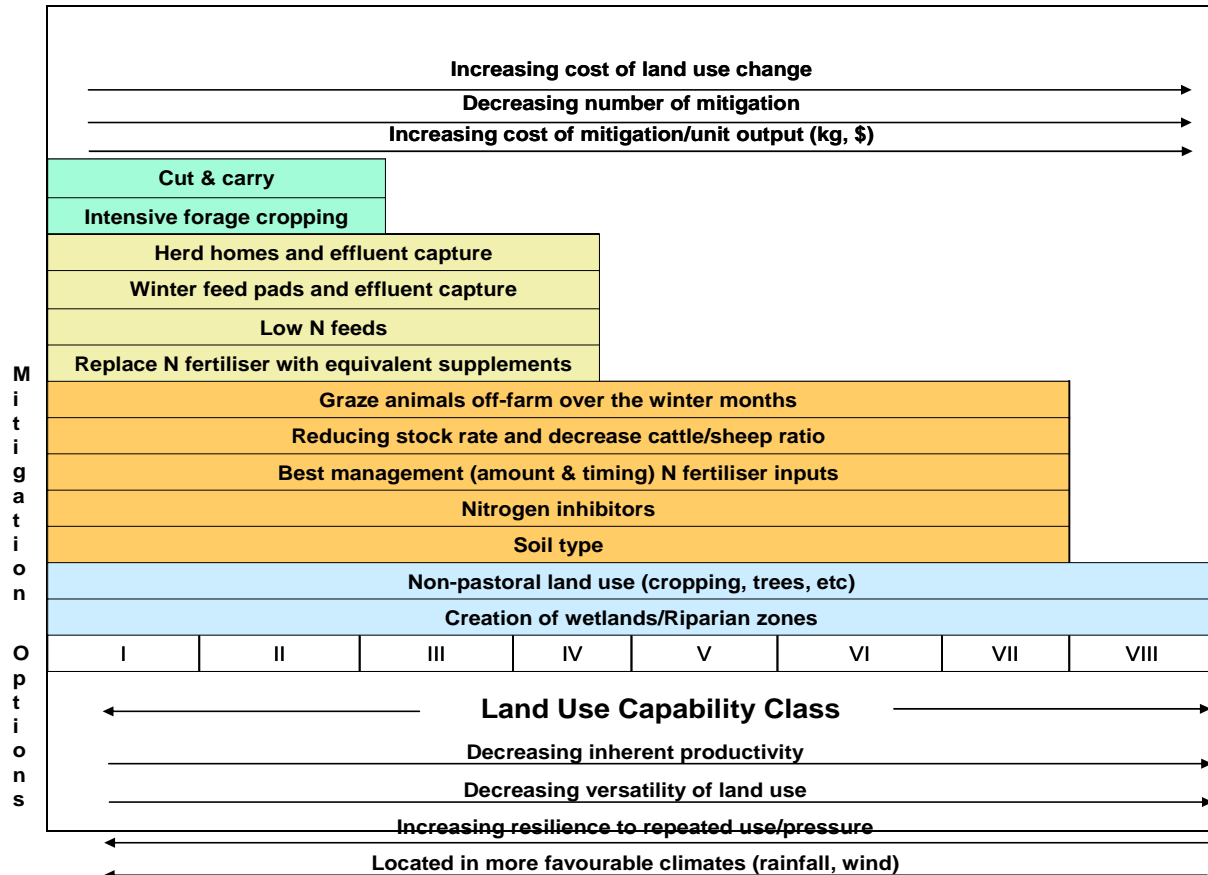 Increasing cost of land use change
Decreasing number of mitigation
Increasing cost of mitigation/unit output (kg, $)
Cut & carry
Intensive forage cropping
Herd homes and effluent capture
Winter feed pads and effluent capture
Low N feeds
Replace N fertiliser with equivalent supplements
Graze animals off-farm over the winter months
Reducing stock rate and decrease cattle/sheep ratio
Best management (amount & timing) N fertiliser inputs
Nitrogen inhibitors
Soil type
Non-pastoral land use (cropping, trees, etc)
Creation of wetlands/Riparian zones
Mitigation Options
I II III IV V VI VII VIII
Land Use Capability Class
Decreasing inherent productivity
Decreasing versatility of land use
Increasing resilience to repeated use/pressure
Located in more favourable climates (rainfall, wind)